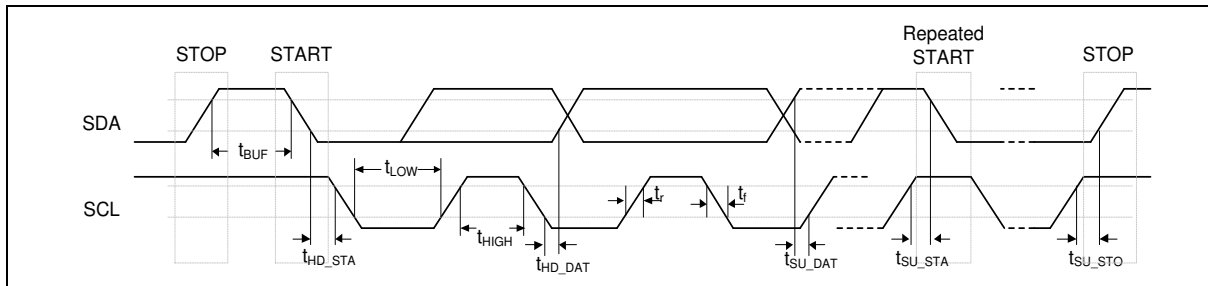 STOP
START
Repeated
START
STOP
SDA
tBUF
tLOW
tr
tf
SCL
tHD_STA
tHIGH
tHD_DAT
tSU_DAT
tSU_STA
tSU_STO